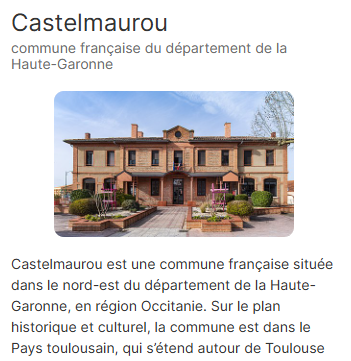 Castelmaurou
commune française du département de la
Haute-Garonne
Castelmaurou est une commune française située
dans le nord-est du département de la Haute-
Garonne, en région Occitanie. Sur le plan
historique et culturel, la commune est dans le
Pays toulousain, qui s’étend autour de Toulouse